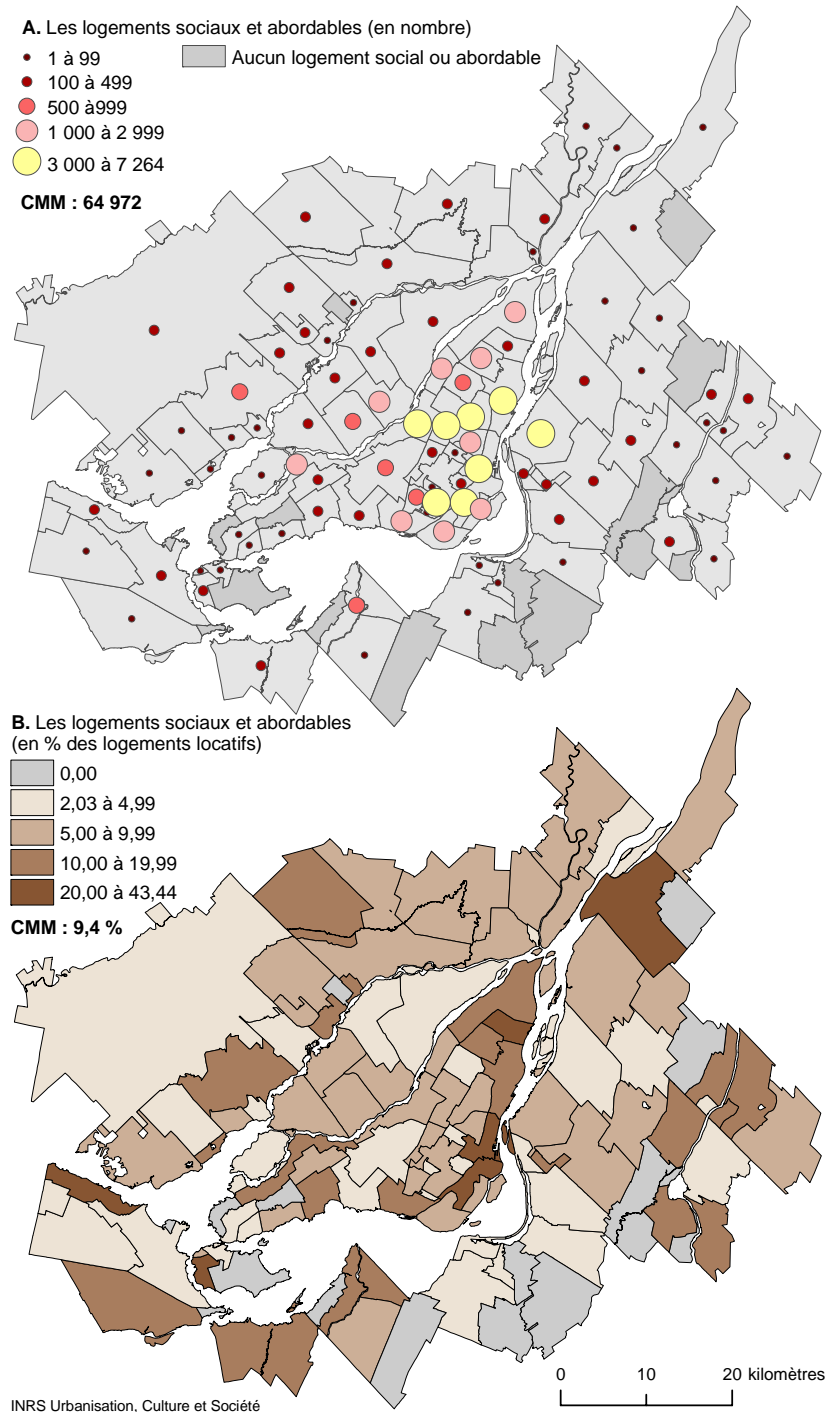 A. Les logements sociaux et abordables (en nombre)
1 à 99
Aucun logement social ou abordable
100 à 499
500 à999
1 000 à 2 999
3 000 à 7 264
CMM : 64 972
B. Les logements sociaux et abordables
(en % des logements locatifs)
0,00
2,03 à 4,99
5,00 à 9,99
10,00 à 19,99
20,00 à 43,44
CMM : 9,4 %
0 10 20 kilomètres
INRS Urbanisation, Culture et Société